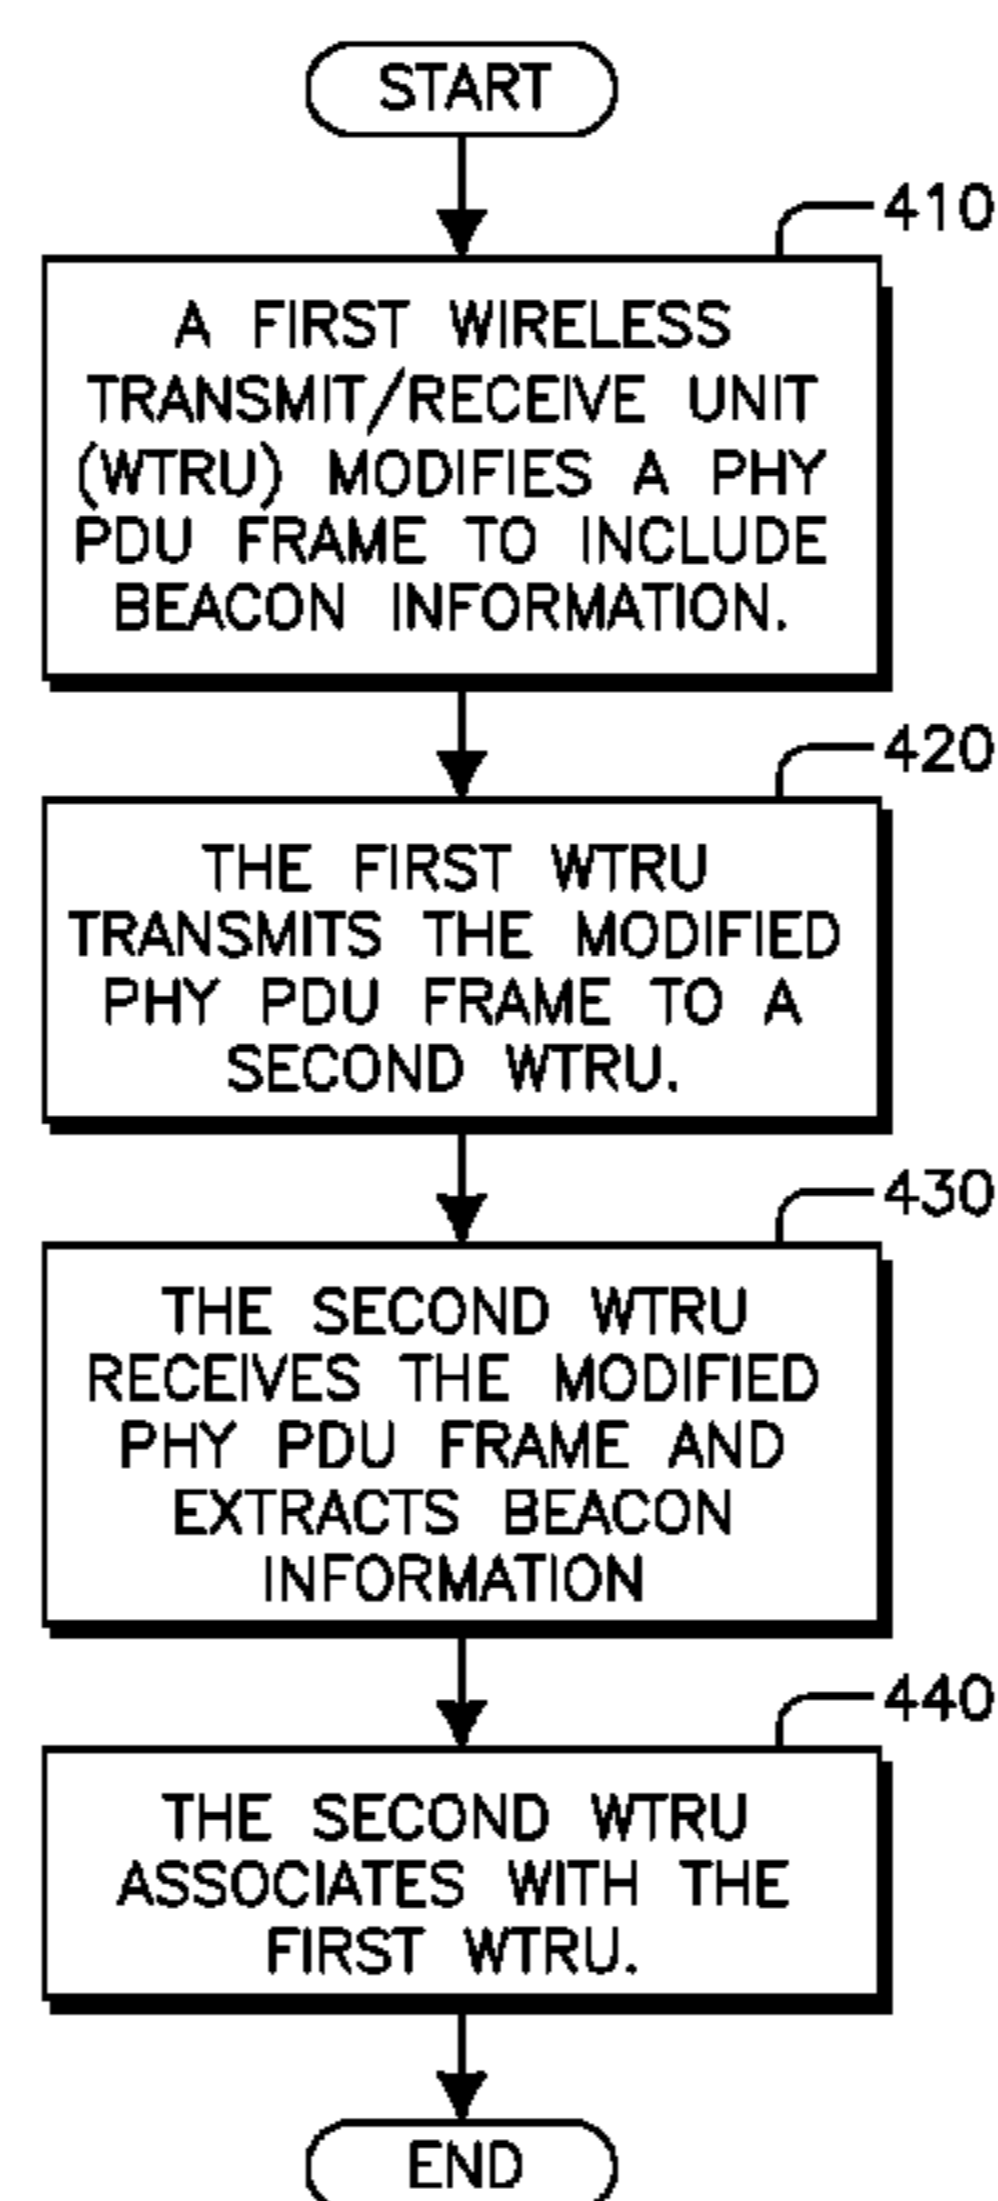 START
410
A FIRST WIRELESS
TRANSMIT/RECEIVE UNIT
(WTRU) MODIFIES A PHY
PDU FRAME TO INCLUDE
BEACON INFORMATION.
420
THE FIRST WTRU
TRANSMITS THE MODIFIED
PHY PDU FRAME TO A
SECOND WTRU.
430
THE SECOND WTRU
RECEIVES THE MODIFIED
PHY PDU FRAME AND
EXTRACTS BEACON
INFORMATION
440
THE SECOND WTRU
ASSOCIATES WITH THE
FIRST WTRU.
END